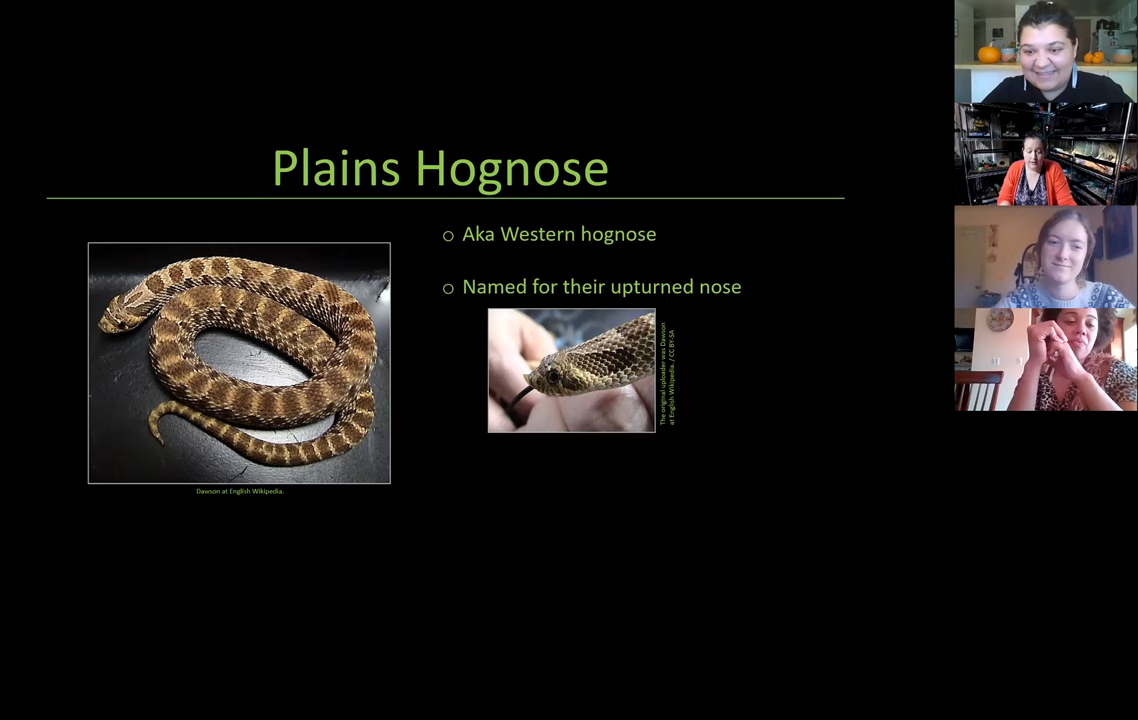 Plains Hognose
o Aka Western hognose
o Named for their upturned nose
The original uploader was Dawson
at English Wikipedia. / CC BY-SA
Dawson at English Wikipedia.